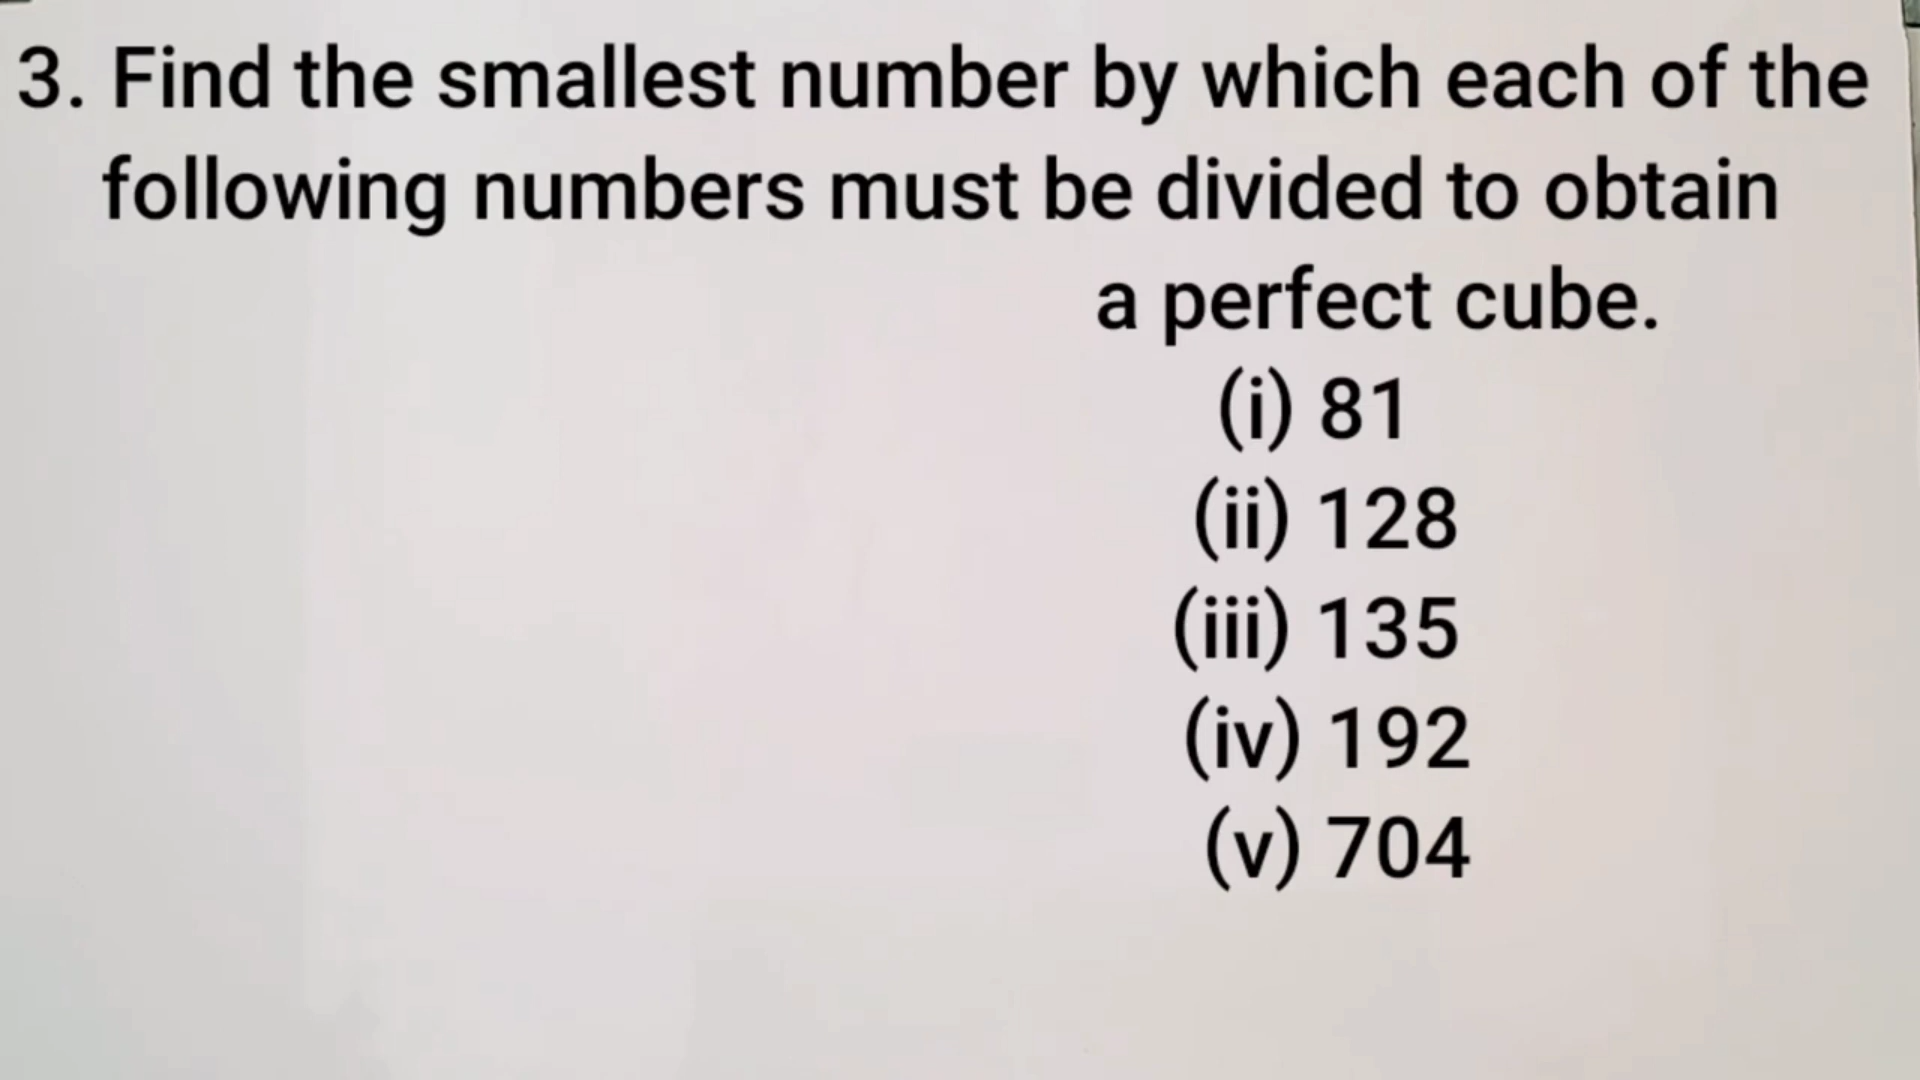 3. Find the smallest number by which each of the
following numbers must be divided to obtain
a perfect cube.
(i) 81
(ii) 128
(iii) 135
(iv) 192
(v) 704